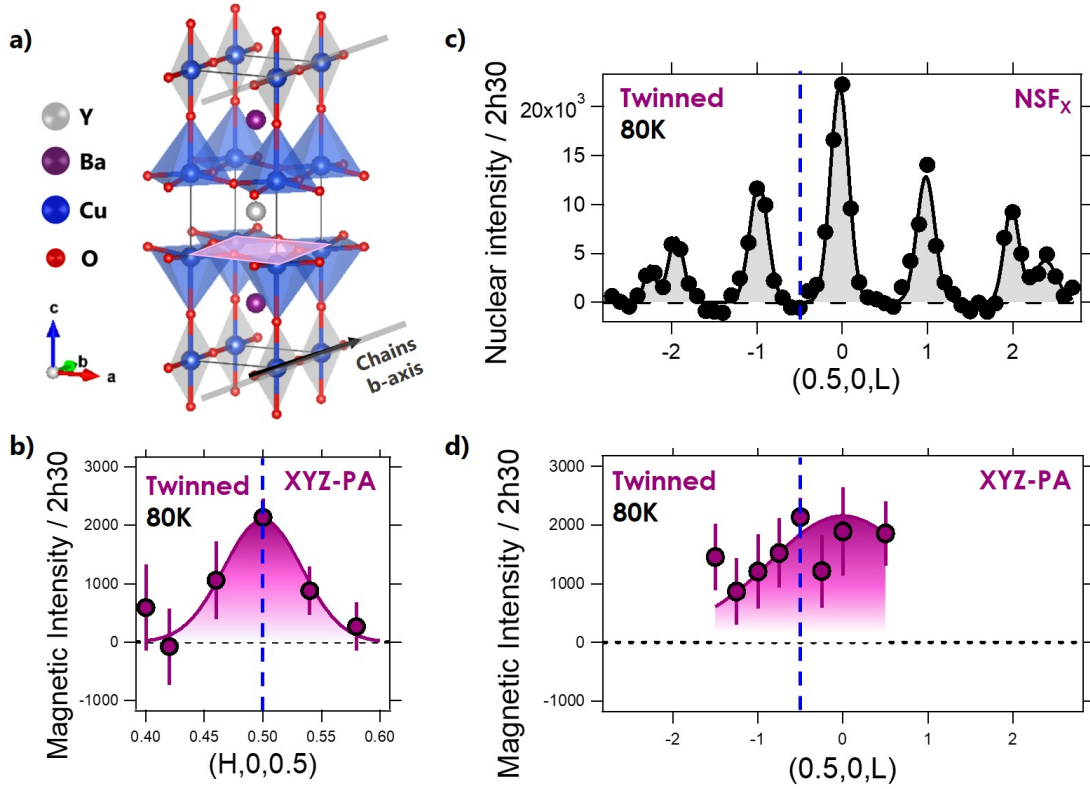 a)
Y
Ba
Cu
O
c
b
a
Chains
b-axis
b)
Magnetic Intensity / 2h30
3000
2000
1000
0
-1000
Twinned
80K
XYZ-PA
0.40
0.45
0.50
0.55
0.60
(H,0,0.5)
c)
Nuclear intensity / 2h30
20x10³
15
10
5
0
Twinned
80K
NSFₓ
-2
-1
0
1
2
(0.5,0,L)
d)
Magnetic Intensity / 2h30
3000
2000
1000
0
-1000
Twinned
80K
XYZ-PA
-2
-1
0
1
2
(0.5,0,L)